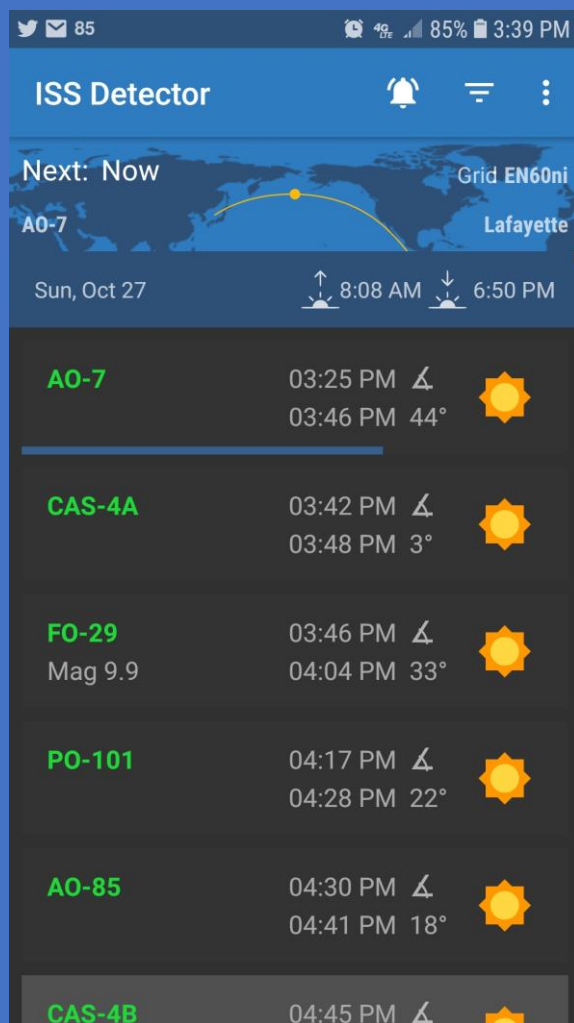 85 4G LTE 85% 3:39 PM
ISS Detector
Next: Now Grid EN60ni
AO-7 Lafayette
Sun, Oct 27 8:08 AM 6:50 PM
AO-7 03:25 PM
03:46 PM 44°
CAS-4A 03:42 PM
03:48 PM 3°
FO-29 03:46 PM
Mag 9.9 04:04 PM 33°
PO-101 04:17 PM
04:28 PM 22°
AO-85 04:30 PM
04:41 PM 18°
CAS-4B 04:45 PM